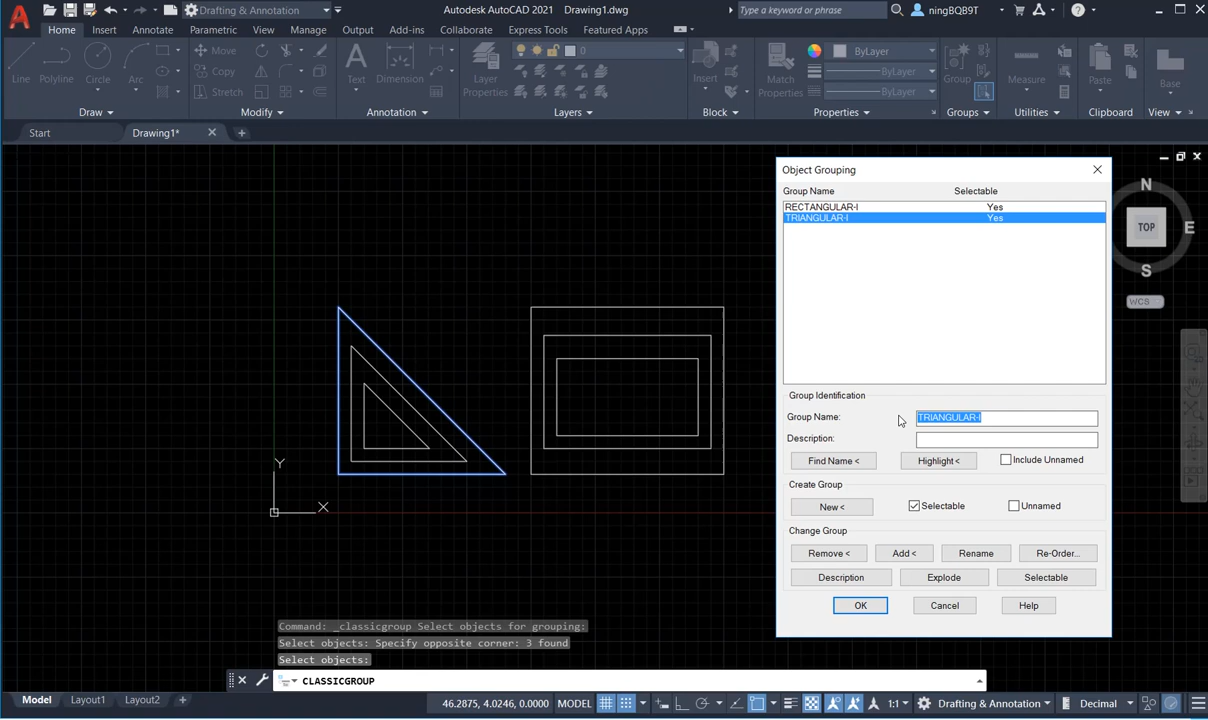 Drafting & Annotation
Autodesk AutoCAD 2021 Drawing1.dwg
Type a keyword or phrase
ningBQB9T
Home Insert Annotate Parametric View Manage Output Add-ins Collaborate Express Tools Featured Apps
Line Polyline Circle Arc
Move
Copy
Stretch
Text Dimension
Layer Properties
0
Insert
Match Properties
ByLayer
ByLayer
ByLayer
Group
Measure
Paste
Base
Draw Modify Annotation Layers Block Properties Groups Utilities Clipboard View
Start Drawing1*
N
TOP
E
S
WCS
Object Grouping
Group Name Selectable
RECTANGULAR-I Yes
TRIANGULAR-I Yes
Group Identification
Group Name: TRIANGULAR-I
Description:
Find Name < Highlight < Include Unnamed
Create Group
New < Selectable Unnamed
Change Group
Remove < Add < Rename Re-Order...
Description Explode Selectable
OK Cancel Help
Y
X
Command: _classicgroup Select objects for grouping:
Select objects: Specify opposite corner: 3 found
Select objects:
CLASSICGROUP
Model Layout1 Layout2
46.2875, 4.0246, 0.0000 MODEL
1:1 Drafting & Annotation Decimal